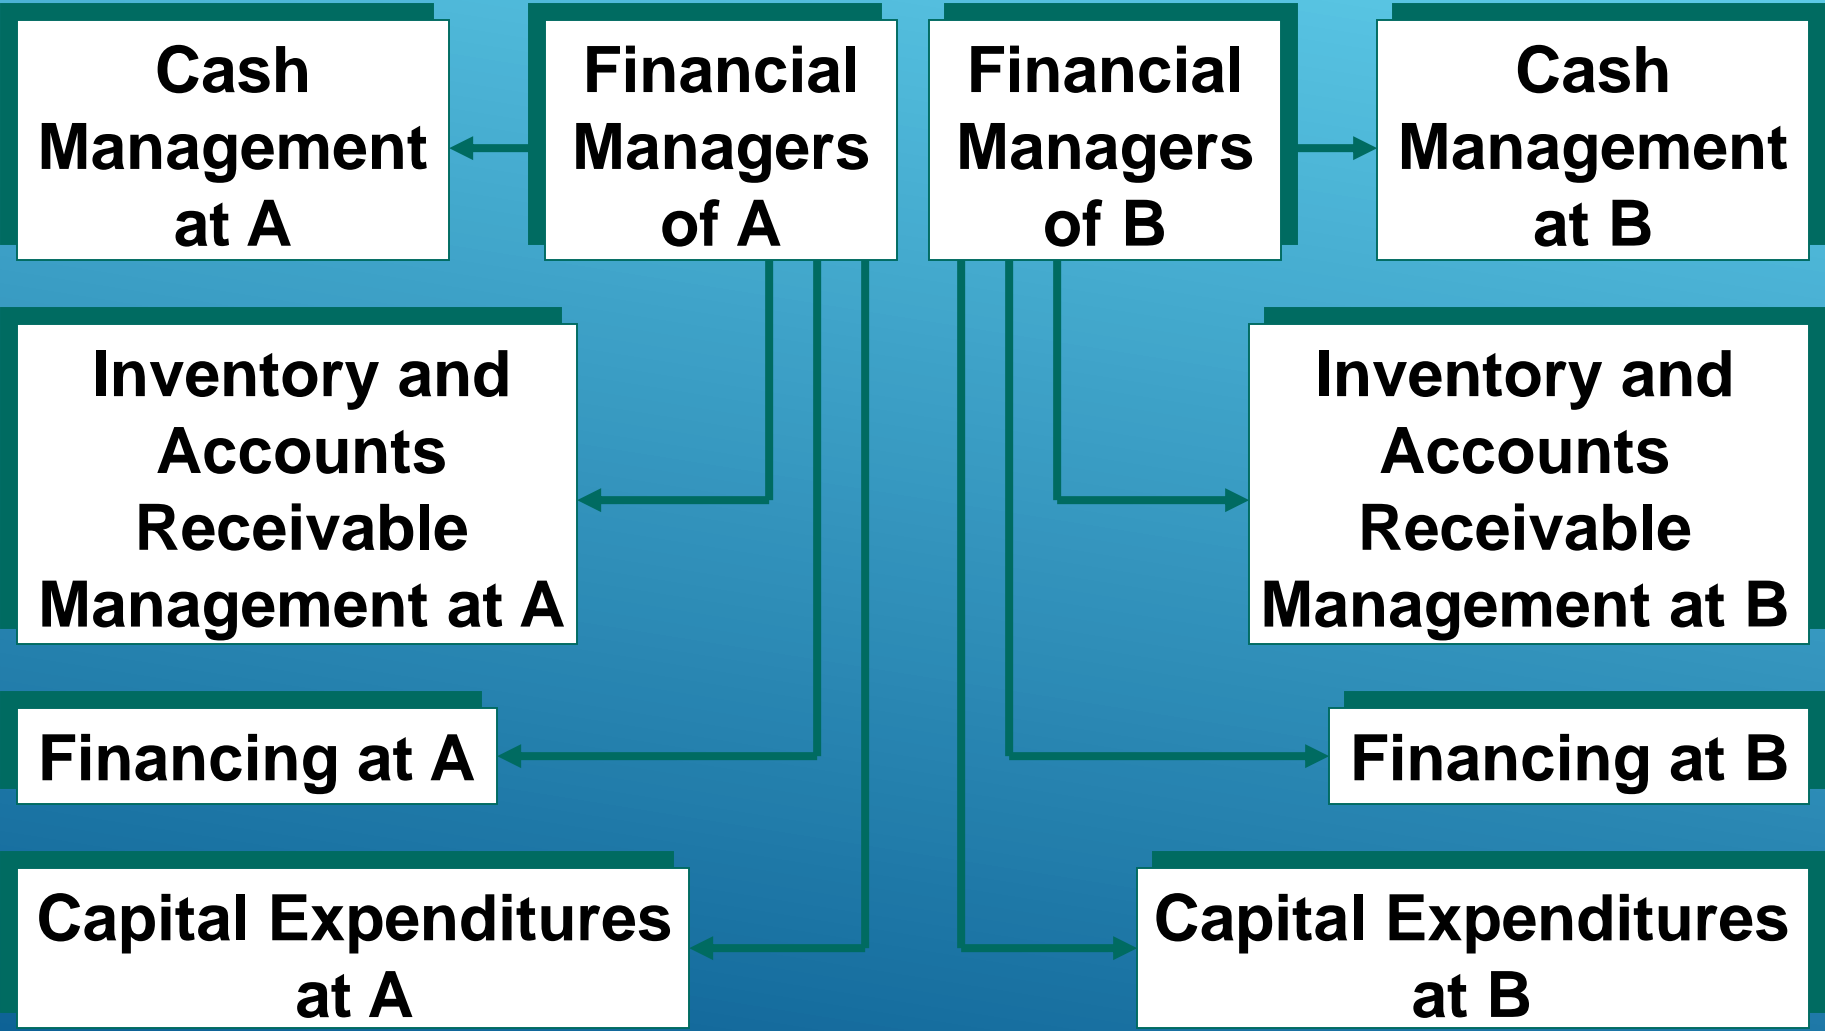 Cash
Management
at A
Financial
Managers
of A
Financial
Managers
of B
Cash
Management
at B
Inventory and
Accounts
Receivable
Management at A
Inventory and
Accounts
Receivable
Management at B
Financing at A
Financing at B
Capital Expenditures
at A
Capital Expenditures
at B